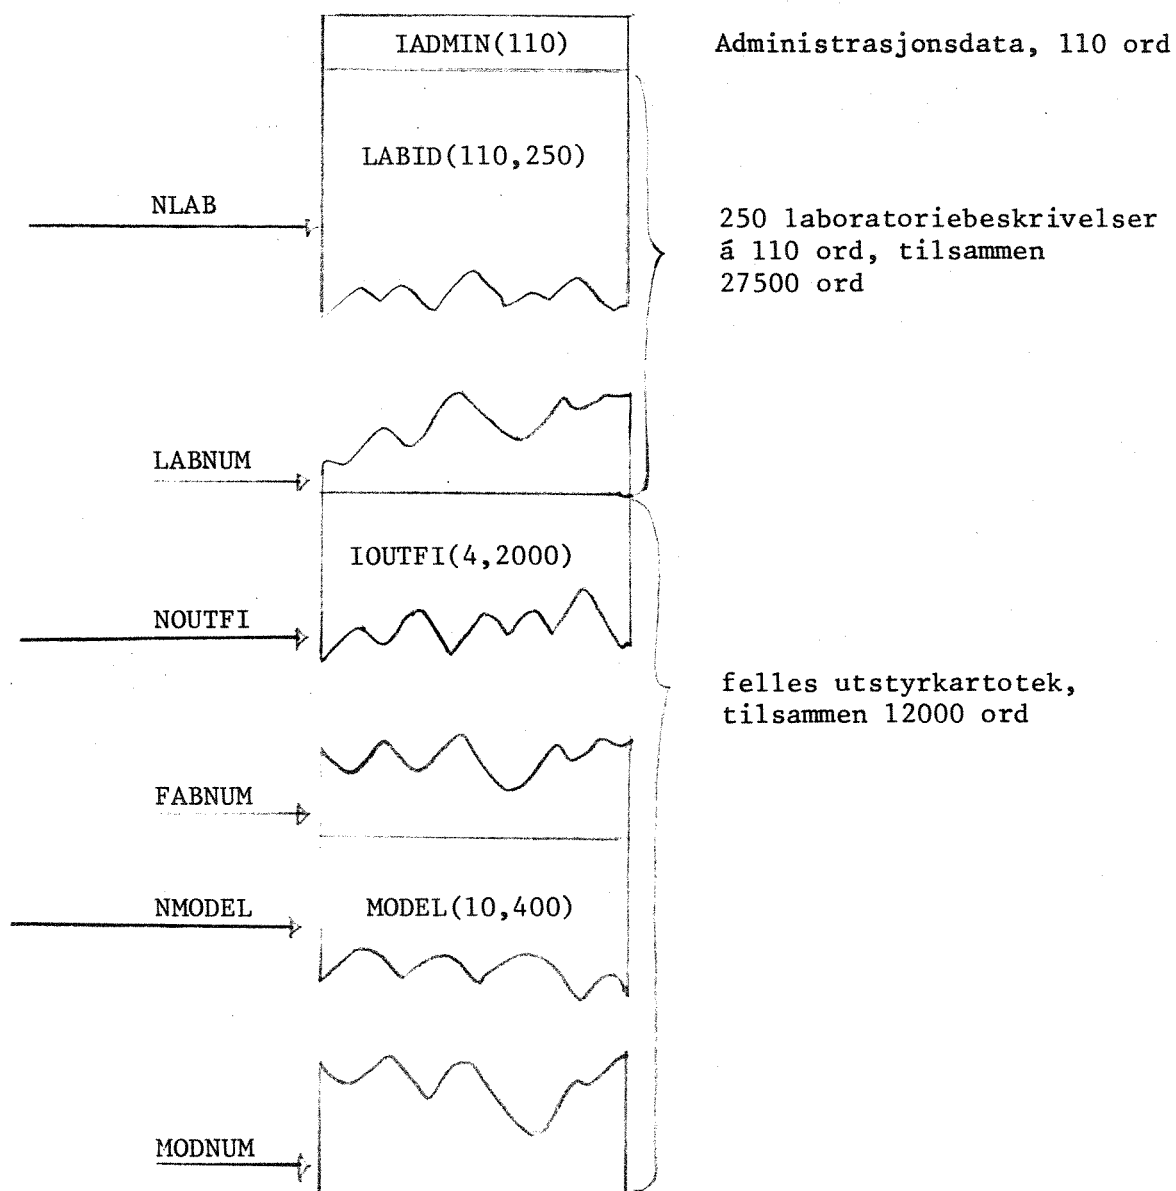 IADMIN(110)
Administrasjonsdata, 110 ord
LABID(110,250)
NLAB
250 laboratoriebeskrivelser
á 110 ord, tilsammen
27500 ord
LABNUM
IOUTFI(4,2000)
NOUTFI
felles utstyrkartotek,
tilsammen 12000 ord
FABNUM
NMODEL
MODEL(10,400)
MODNUM